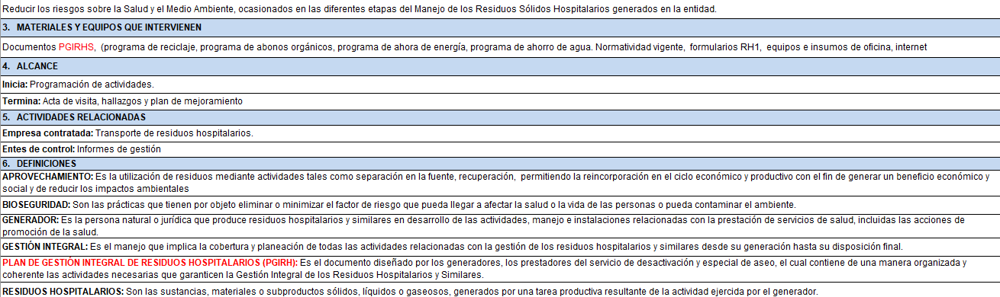 Reducir los riesgos sobre la Salud y el Medio Ambiente, ocasionados en las diferentes etapas del Manejo de los Residuos Sólidos Hospitalarios generados en la entidad.
3. MATERIALES Y EQUIPOS QUE INTERVIENEN
Documentos PGIRHS, (programa de reciclaje, programa de abonos orgánicos, programa de ahora de energía, programa de ahorro de agua. Normatividad vigente, formularios RH1, equipos e insumos de oficina, internet
4. ALCANCE
Inicia: Programación de actividades.
Termina: Acta de visita, hallazgos y plan de mejoramiento
5. ACTIVIDADES RELACIONADAS
Empresa contratada: Transporte de residuos hospitalarios.
Entes de control: Informes de gestión
6. DEFINICIONES
APROVECHAMIENTO: Es la utilización de residuos mediante actividades tales como separación en la fuente, recuperación, permitiendo la reincorporación en el ciclo económico y productivo con el fin de generar un beneficio económico y
social y de reducir los impactos ambientales
BIOSEGURIDAD: Son las prácticas que tienen por objeto eliminar o minimizar el factor de riesgo que pueda llegar a afectar la salud o la vida de las personas o pueda contaminar el ambiente.
GENERADOR: Es la persona natural o jurídica que produce residuos hospitalarios y similares en desarrollo de las actividades, manejo e instalaciones relacionadas con la prestación de servicios de salud, incluidas las acciones de
promoción de la salud.
GESTIÓN INTEGRAL: Es el manejo que implica la cobertura y planeación de todas las actividades relacionadas con la gestión de los residuos hospitalarios y similares desde su generación hasta su disposición final.
PLAN DE GESTIÓN INTEGRAL DE RESIDUOS HOSPITALARIOS (PGIRH): Es el documento diseñado por los generadores, los prestadores del servicio de desactivación y especial de aseo, el cual contiene de una manera organizada y
coherente las actividades necesarias que garanticen la Gestión Integral de los Residuos Hospitalarios y Similares.
RESIDUOS HOSPITALARIOS: Son las sustancias, materiales o subproductos sólidos, líquidos o gaseosos, generados por una tarea productiva resultante de la actividad ejercida por el generador.